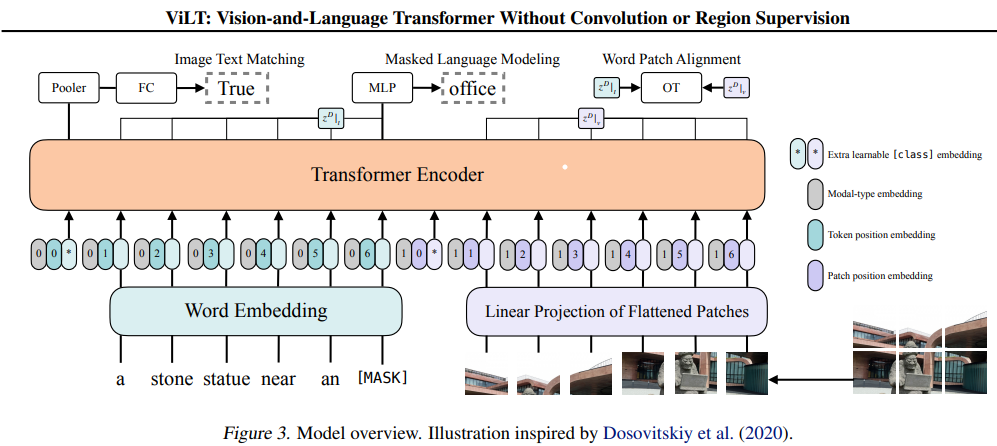 ViLT: Vision-and-Language Transformer Without Convolution or Region Supervision
Image Text Matching
Masked Language Modeling
Word Patch Alignment
Pooler
FC
True
MLP
office
z^D|_t
OT
z^D|_v
z^D|_t
z^D|_v
Transformer Encoder
* * Extra learnable [class] embedding
Modal-type embedding
Token position embedding
Patch position embedding
0 0 * 0 1 0 2 0 3 0 4 0 5 0 6 1 0 * 1 1 1 2 1 3 1 4 1 5 1 6
Word Embedding
Linear Projection of Flattened Patches
a stone statue near an [MASK]
Figure 3. Model overview. Illustration inspired by Dosovitskiy et al. (2020).